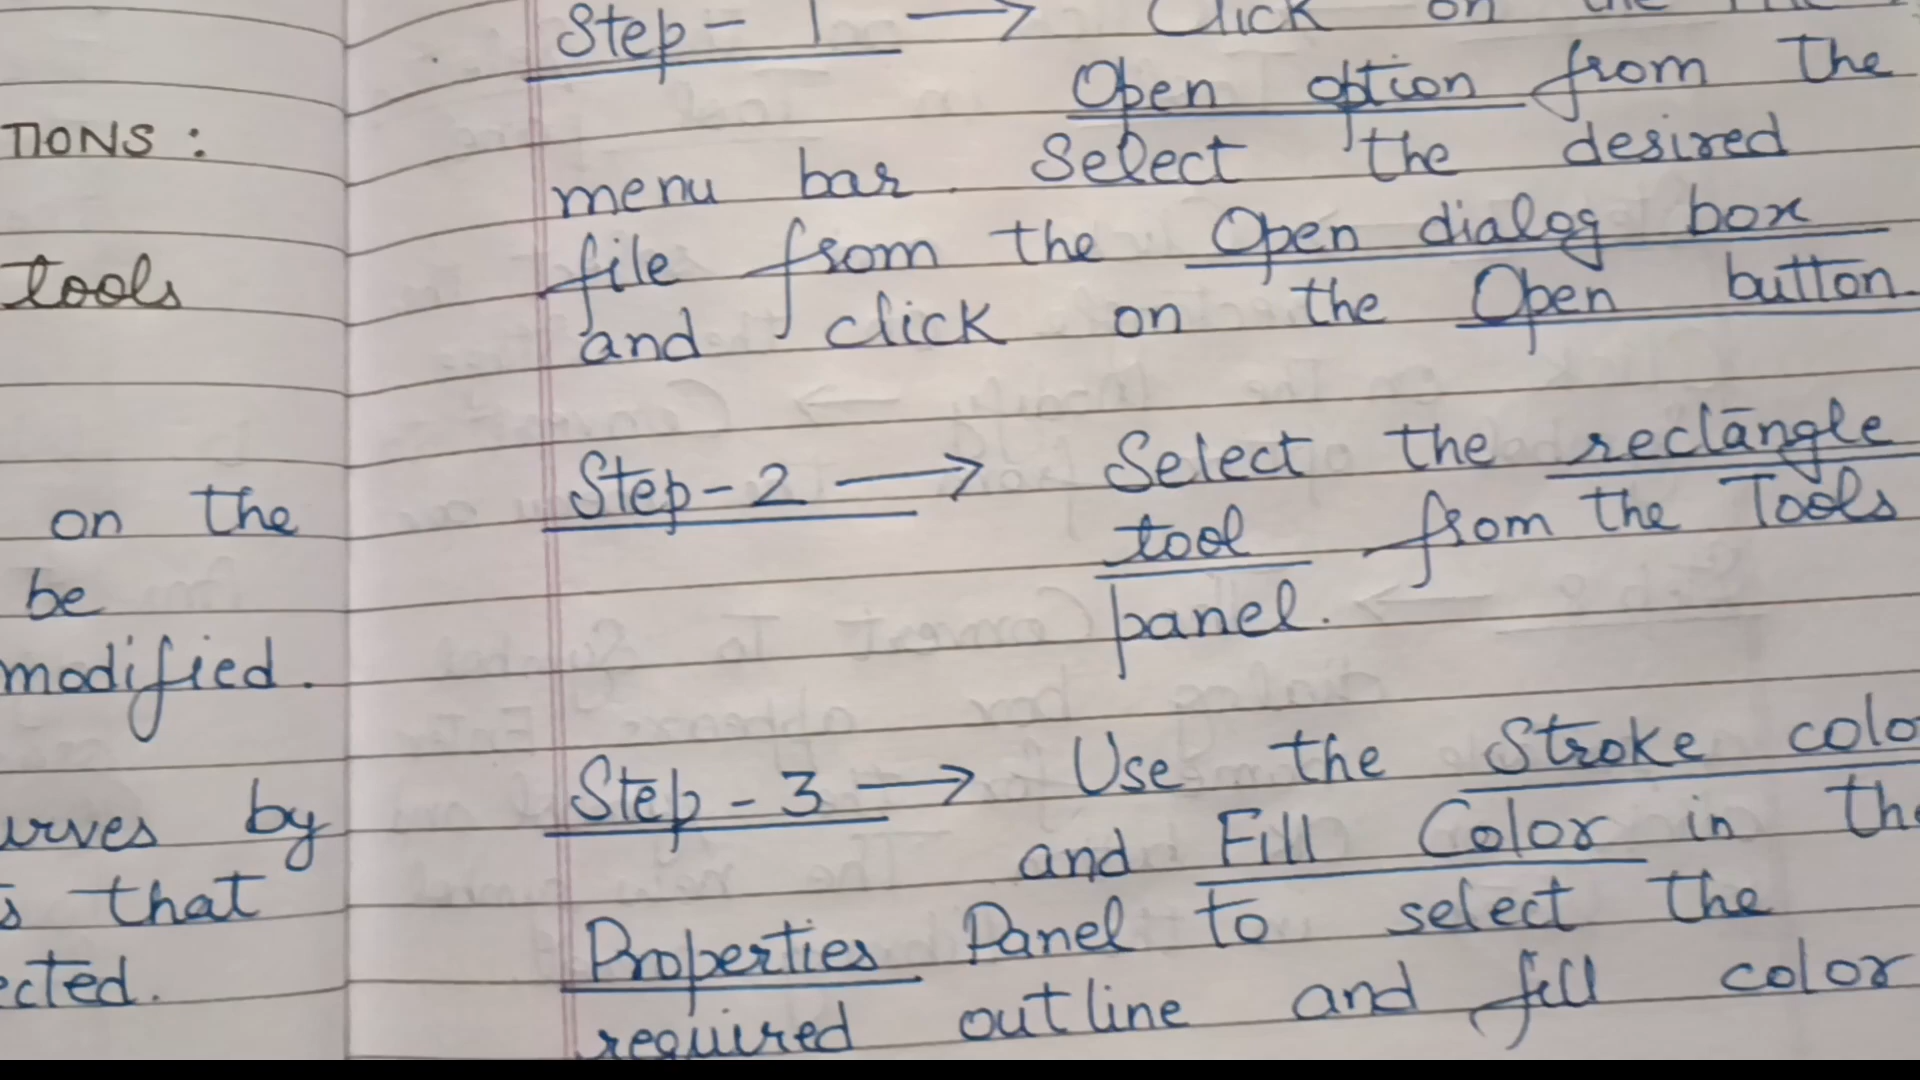 TIONS :
tools
on the
be
modified.
urves by
s that
ected.
Step - 1 → Click on the
Open option from the
menu bar. Select the desired
file from the Open dialog box
and click on the Open button.
Step - 2 → Select the rectangle
tool from the Tools
panel.
Step - 3 → Use the Stroke colo
and Fill Color in the
Properties Panel to select the
required outline and fill color